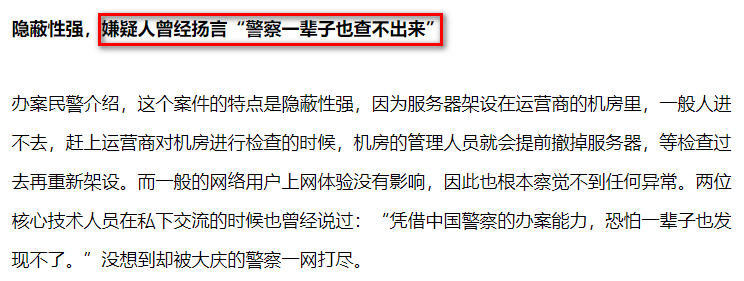 隐蔽性强，嫌疑人曾经扬言“警察一辈子也查不出来”
办案民警介绍，这个案件的特点是隐蔽性强，因为服务器架设在运营商的机房里，一般人进
不去，赶上运营商对机房进行检查的时候，机房的管理人员就会提前撤掉服务器，等检查过
去再重新架设。而一般的网络用户上网体验没有影响，因此也根本察觉不到任何异常。两位
核心技术人员在私下交流的时候也曾经说过：“凭借中国警察的办案能力，恐怕一辈子也发
现不了。”没想到却被大庆的警察一网打尽。